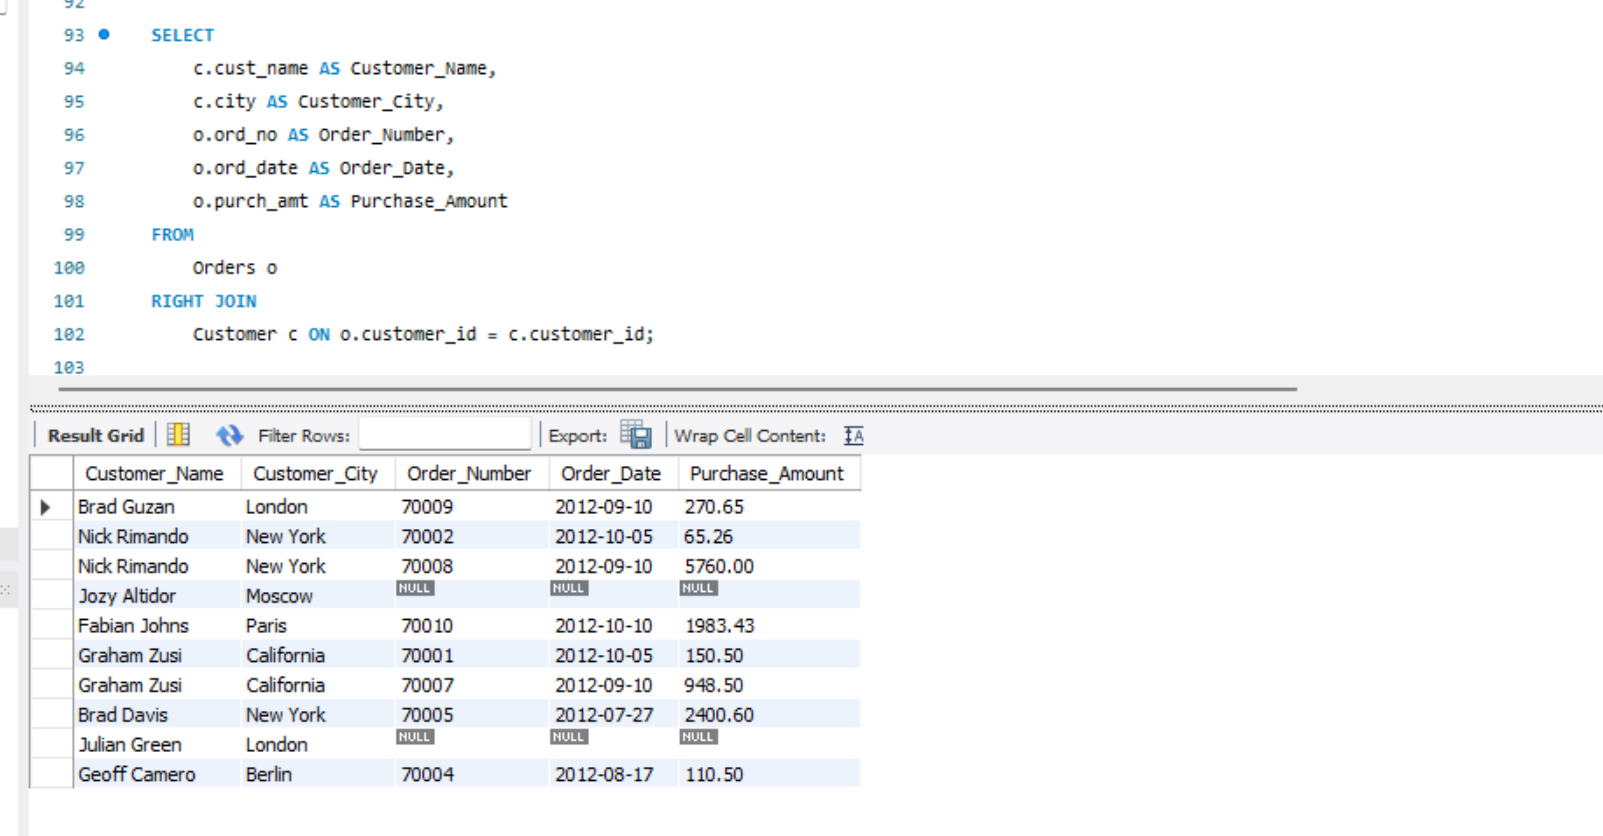 92
93 SELECT
94 c.cust_name AS Customer_Name,
95 c.city AS Customer_City,
96 o.ord_no AS Order_Number,
97 o.ord_date AS Order_Date,
98 o.purch_amt AS Purchase_Amount
99 FROM
100 Orders o
101 RIGHT JOIN
102 Customer c ON o.customer_id = c.customer_id;
103
Result Grid Filter Rows: Export: Wrap Cell Content: IA
Customer_Name Customer_City Order_Number Order_Date Purchase_Amount
Brad Guzan London 70009 2012-09-10 270.65
Nick Rimando New York 70002 2012-10-05 65.26
Nick Rimando New York 70008 2012-09-10 5760.00
Jozy Altidor Moscow NULL NULL NULL
Fabian Johns Paris 70010 2012-10-10 1983.43
Graham Zusi California 70001 2012-10-05 150.50
Graham Zusi California 70007 2012-09-10 948.50
Brad Davis New York 70005 2012-07-27 2400.60
Julian Green London NULL NULL NULL
Geoff Camero Berlin 70004 2012-08-17 110.50